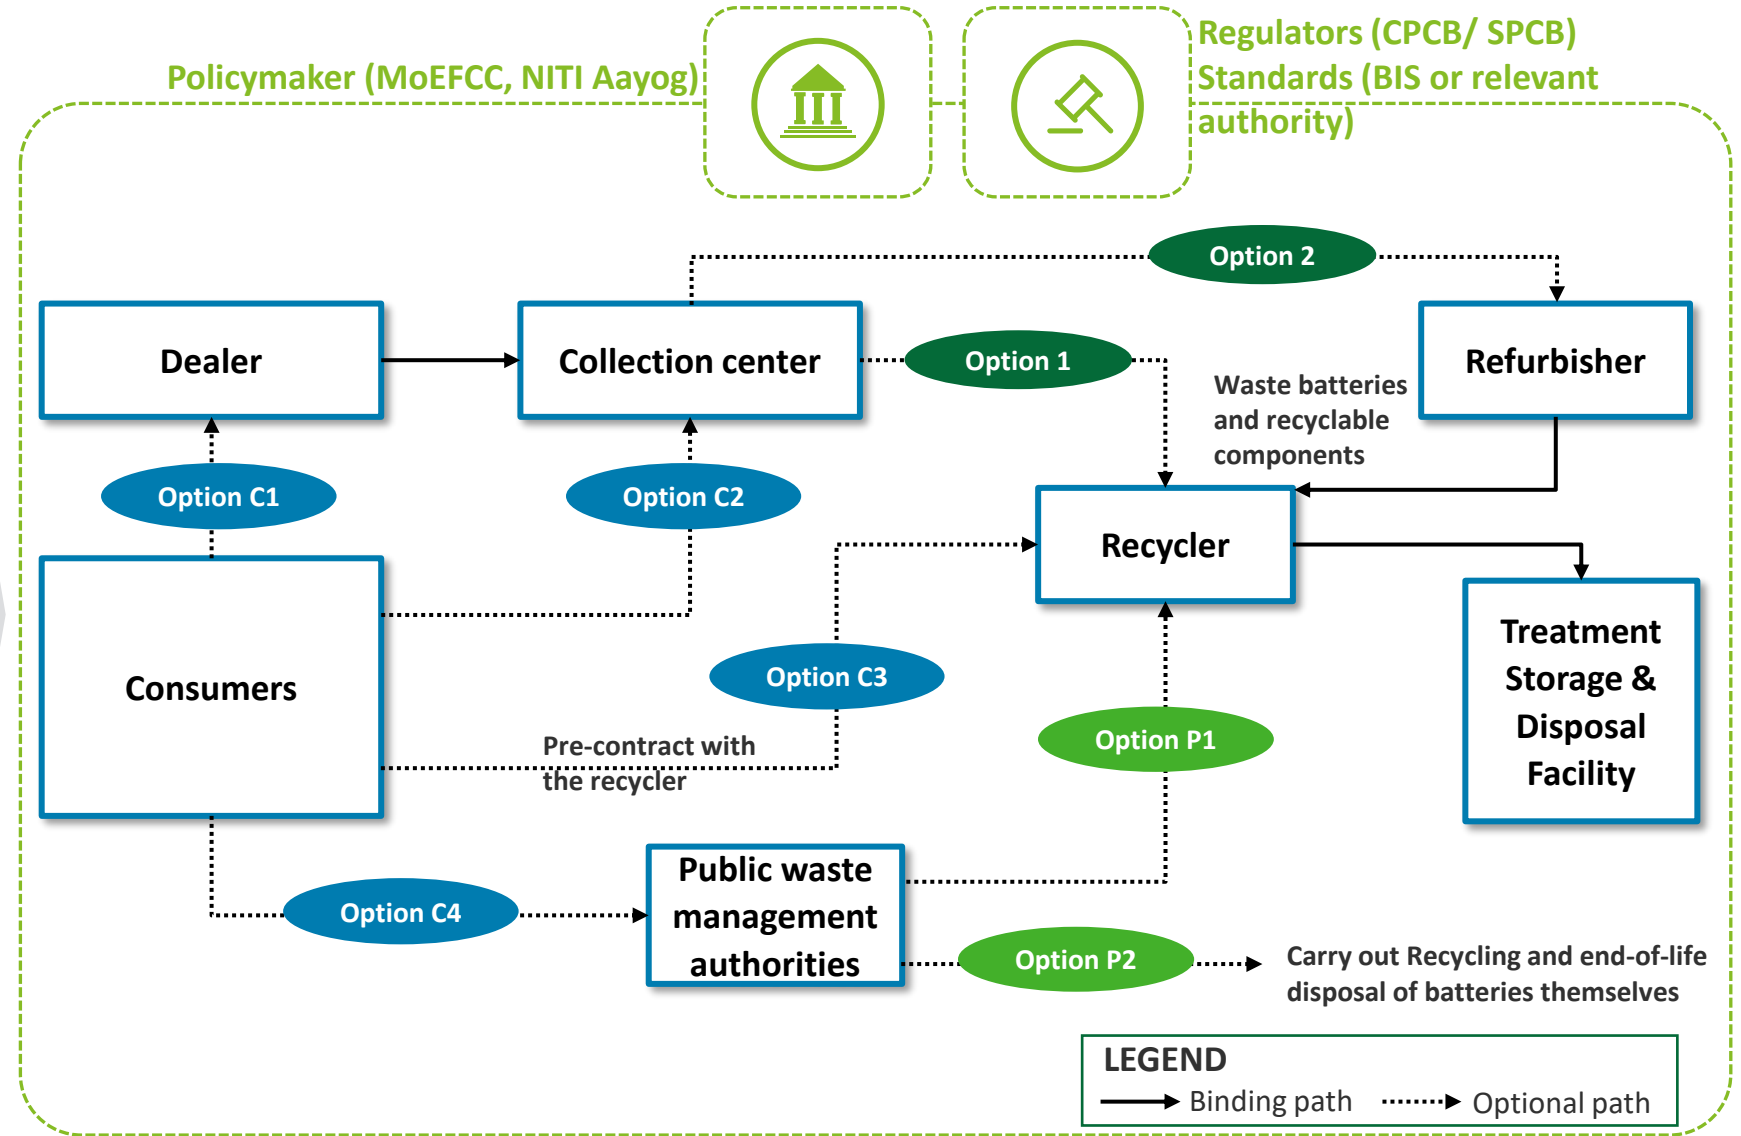 Policymaker (MoEFCC, NITI Aayog)
Regulators (CPCB/ SPCB)
Standards (BIS or relevant
authority)
Option 2
Dealer
Collection center
Option 1
Refurbisher
Waste batteries
and recyclable
components
Option C1
Option C2
Recycler
Consumers
Option C3
Treatment
Storage &
Disposal
Facility
Pre-contract with
the recycler
Option P1
Public waste
management
authorities
Option C4
Option P2
Carry out Recycling and end-of-life
disposal of batteries themselves
LEGEND
Binding path
Optional path